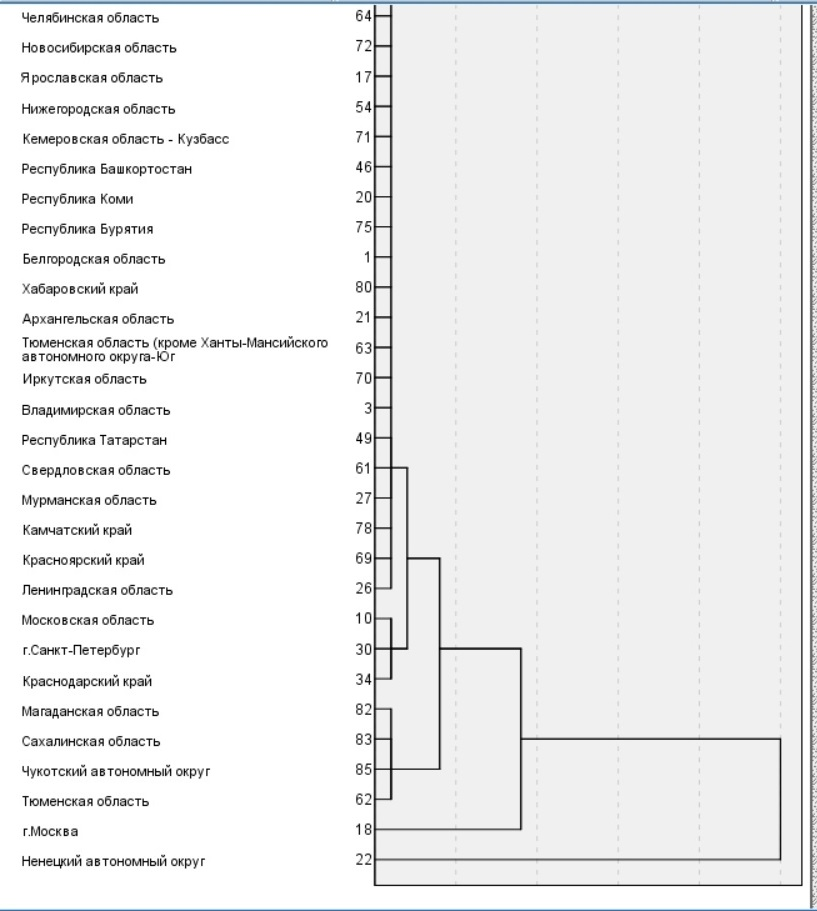 Челябинская область 64
Новосибирская область 72
Ярославская область 17
Нижегородская область 54
Кемеровская область - Кузбасс 71
Республика Башкортостан 46
Республика Коми 20
Республика Бурятия 75
Белгородская область 1
Хабаровский край 80
Архангельская область 21
Тюменская область (кроме Ханты-Мансийского
автономного округа-Юг 63
Иркутская область 70
Владимирская область 3
Республика Татарстан 49
Свердловская область 61
Мурманская область 27
Камчатский край 78
Красноярский край 69
Ленинградская область 26
Московская область 10
г.Санкт-Петербург 30
Краснодарский край 34
Магаданская область 82
Сахалинская область 83
Чукотский автономный округ 85
Тюменская область 62
г.Москва 18
Ненецкий автономный округ 22